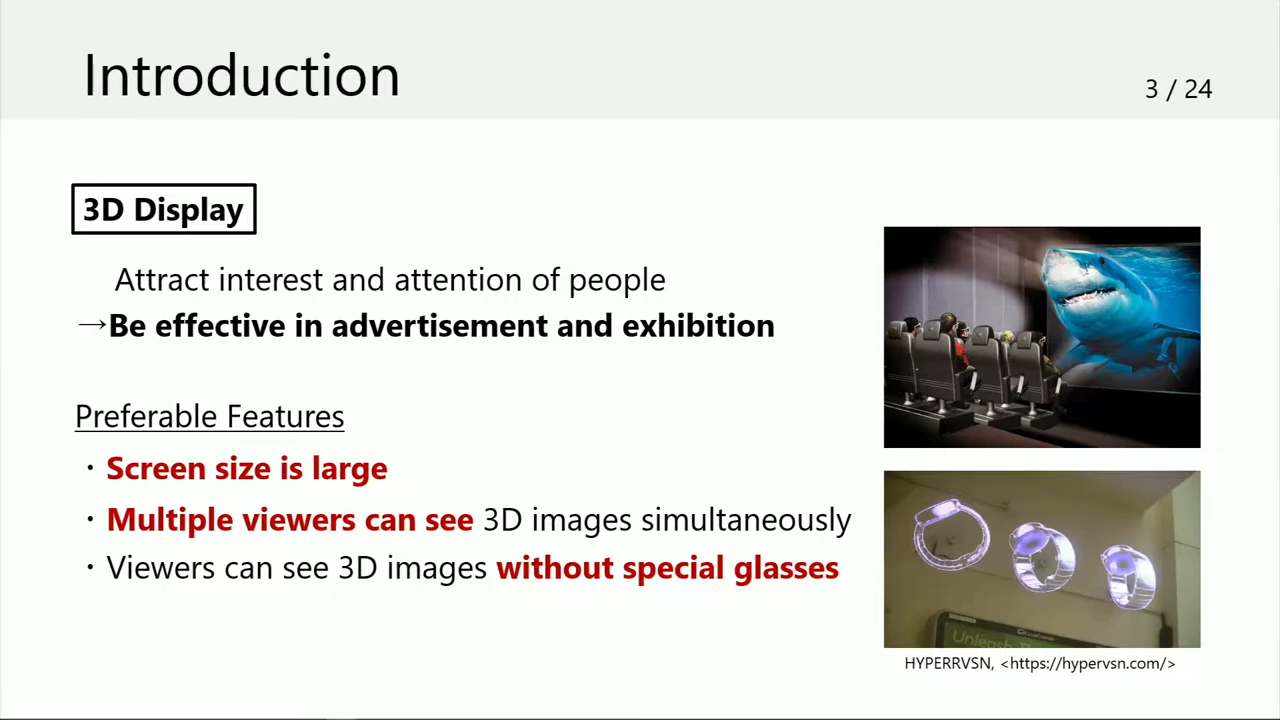 Introduction
3 / 24
3D Display
Attract interest and attention of people
→Be effective in advertisement and exhibition
Preferable Features
・Screen size is large
・Multiple viewers can see 3D images simultaneously
・Viewers can see 3D images without special glasses
Unleash
HYPERRVSN, <https://hypervsn.com/>